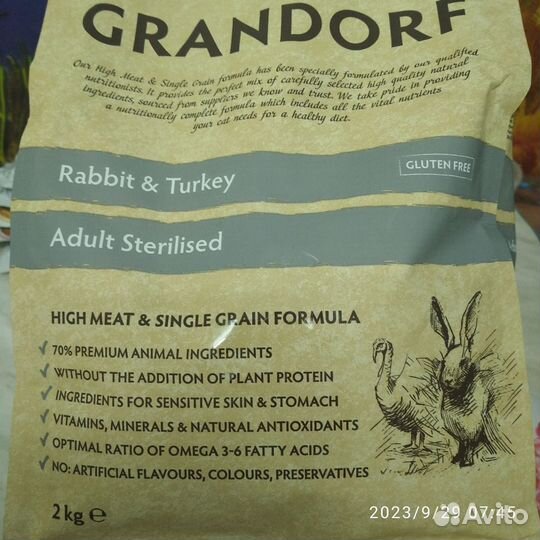 GRANDORF
Our High Meat & Single Grain formula has been specially formulated by our qualified
nutritionists. It provides the perfect mix of carefully selected high quality natural
ingredients, sourced from suppliers we know and trust. We take pride in providing
a nutritionally complete formula which includes all the vital nutrients
your cat needs for a healthy diet.
Rabbit & Turkey
GLUTEN FREE
Adult Sterilised
HIGH MEAT & SINGLE GRAIN FORMULA
✓ 70% PREMIUM ANIMAL INGREDIENTS
✓ WITHOUT THE ADDITION OF PLANT PROTEIN
✓ INGREDIENTS FOR SENSITIVE SKIN & STOMACH
✓ VITAMINS, MINERALS & NATURAL ANTIOXIDANTS
✓ OPTIMAL RATIO OF OMEGA 3-6 FATTY ACIDS
✓ NO: ARTIFICIAL FLAVOURS, COLOURS, PRESERVATIVES
2 kg ℮
2023/9/29 07:45
Avito